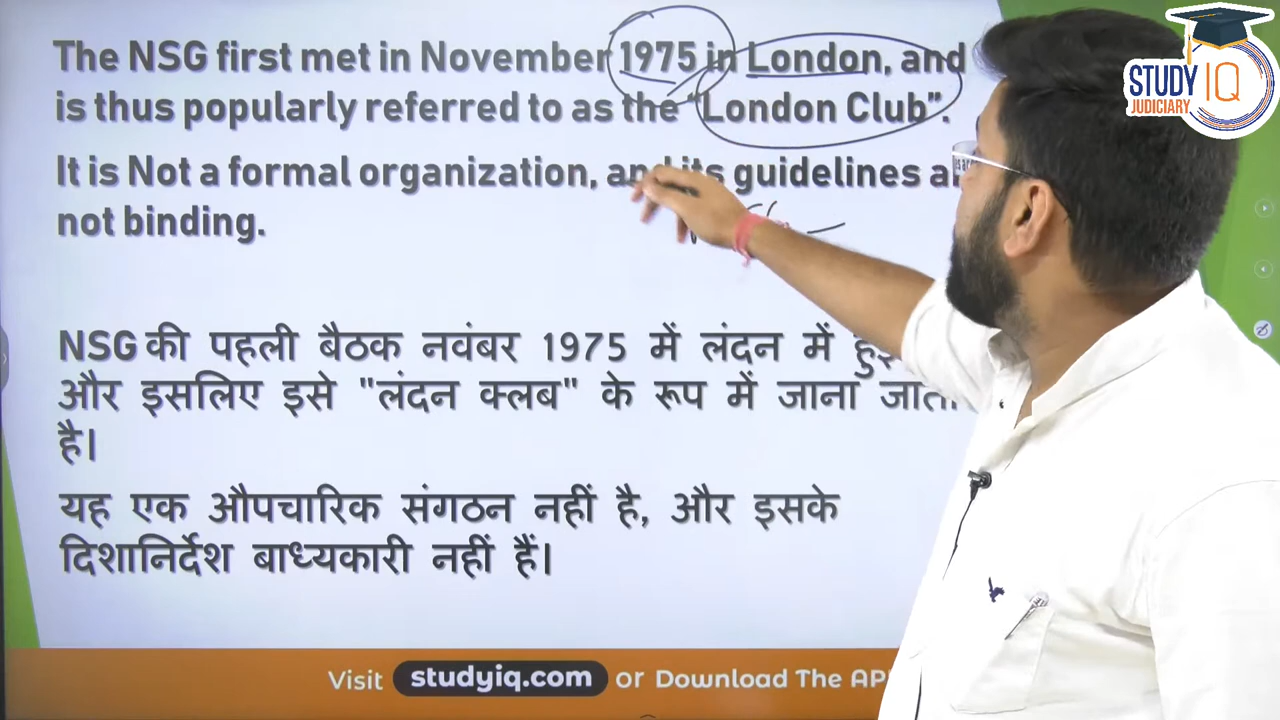 The NSG first met in November 1975 in London, and
is thus popularly referred to as the "London Club".
It is Not a formal organization, and its guidelines
not binding.
NSG की पहली बैठक नवंबर 1975 में लंदन में
और इसलिए इसे "लंदन क्लब" के रूप में जाना जाता
है।
यह एक औपचारिक संगठन नहीं है, और इसके
दिशानिर्देश बाध्यकारी नहीं हैं।
Visit studyiq.com or Download The
STUDY IQ
JUDICIARY